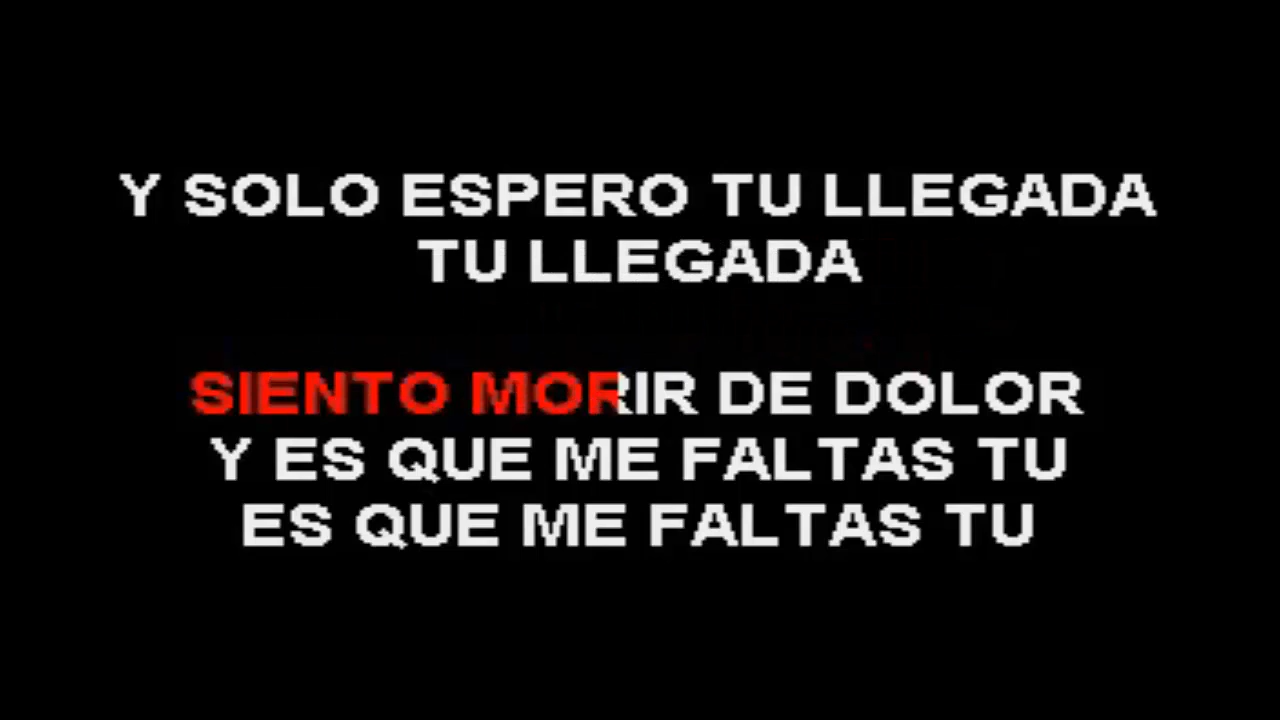 Y SOLO ESPERO TU LLEGADA
TU LLEGADA
SIENTO MORIR DE DOLOR
Y ES QUE ME FALTAS TU
ES QUE ME FALTAS TU